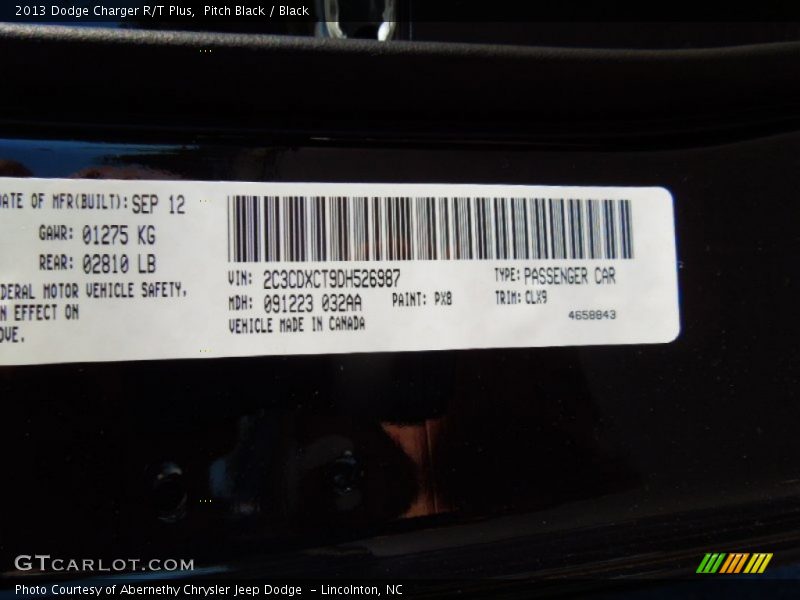 2013 Dodge Charger R/T Plus, Pitch Black / Black
ATE OF MFR(BUILT): SEP 12
GAWR: 01275 KG
REAR: 02810 LB
DERAL MOTOR VEHICLE SAFETY,
N EFFECT ON
OVE.
VIN: 2C3CDXCT9DH526987
TYPE: PASSENGER CAR
MDH: 091223 032AA
PAINT: PX8
TRIM: CLX9
VEHICLE MADE IN CANADA
4658843
GTCARLOT.COM
Photo Courtesy of Abernethy Chrysler Jeep Dodge - Lincolnton, NC